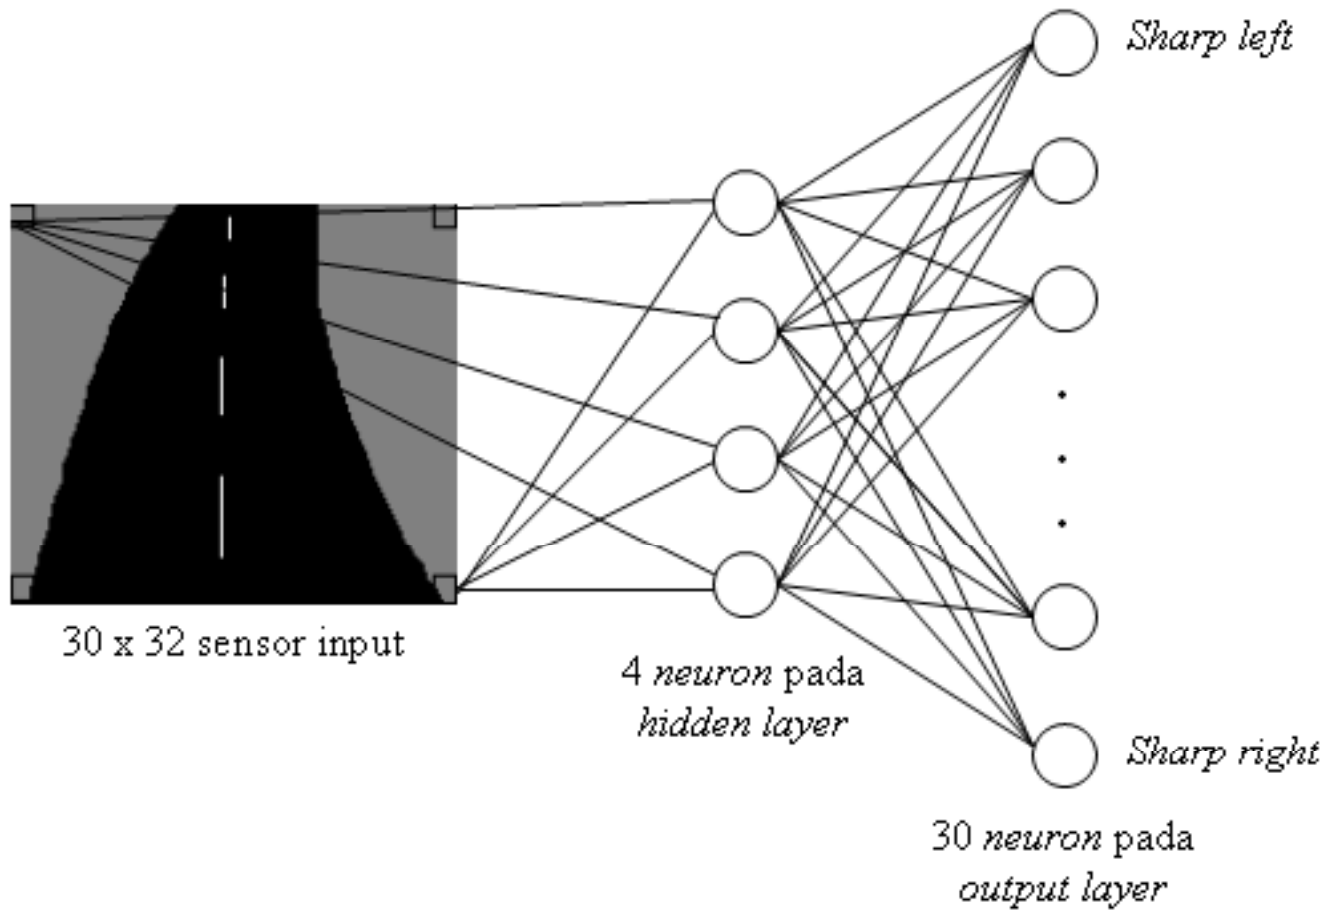 Sharp left
30 x 32 sensor input
4 neuron pada
hidden layer
Sharp right
30 neuron pada
output layer